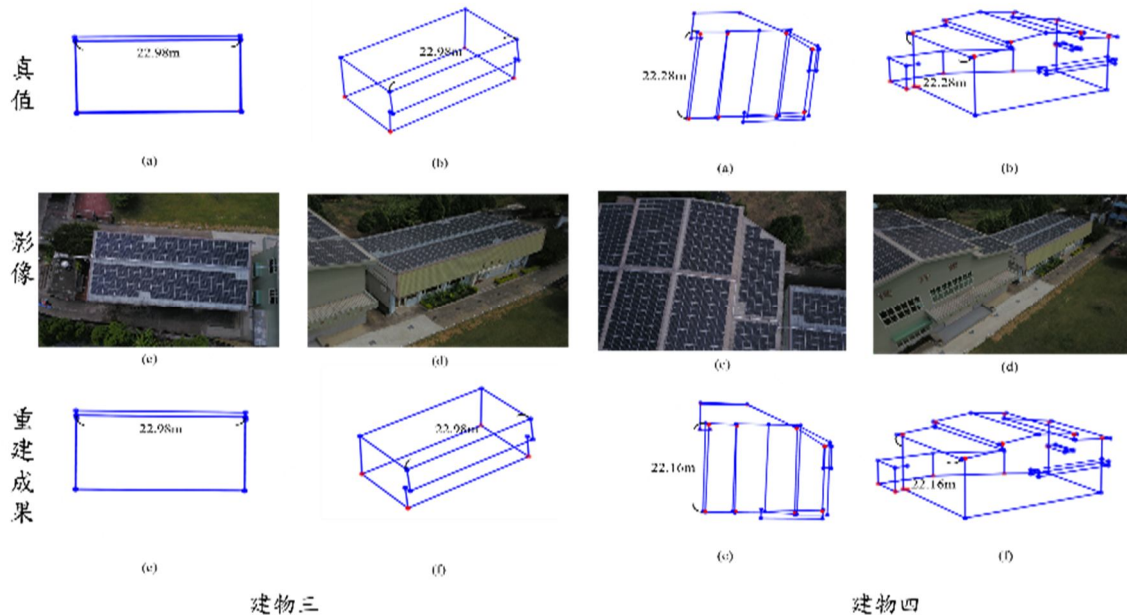 真值
22.98m
22.98m
22.28m
22.28m
(a)
(b)
(a)
(b)
影像
(c)
(d)
(c)
(d)
重建成果
22.98m
22.98m
22.16m
22.16m
(e)
(f)
(e)
(f)
建物三
建物四